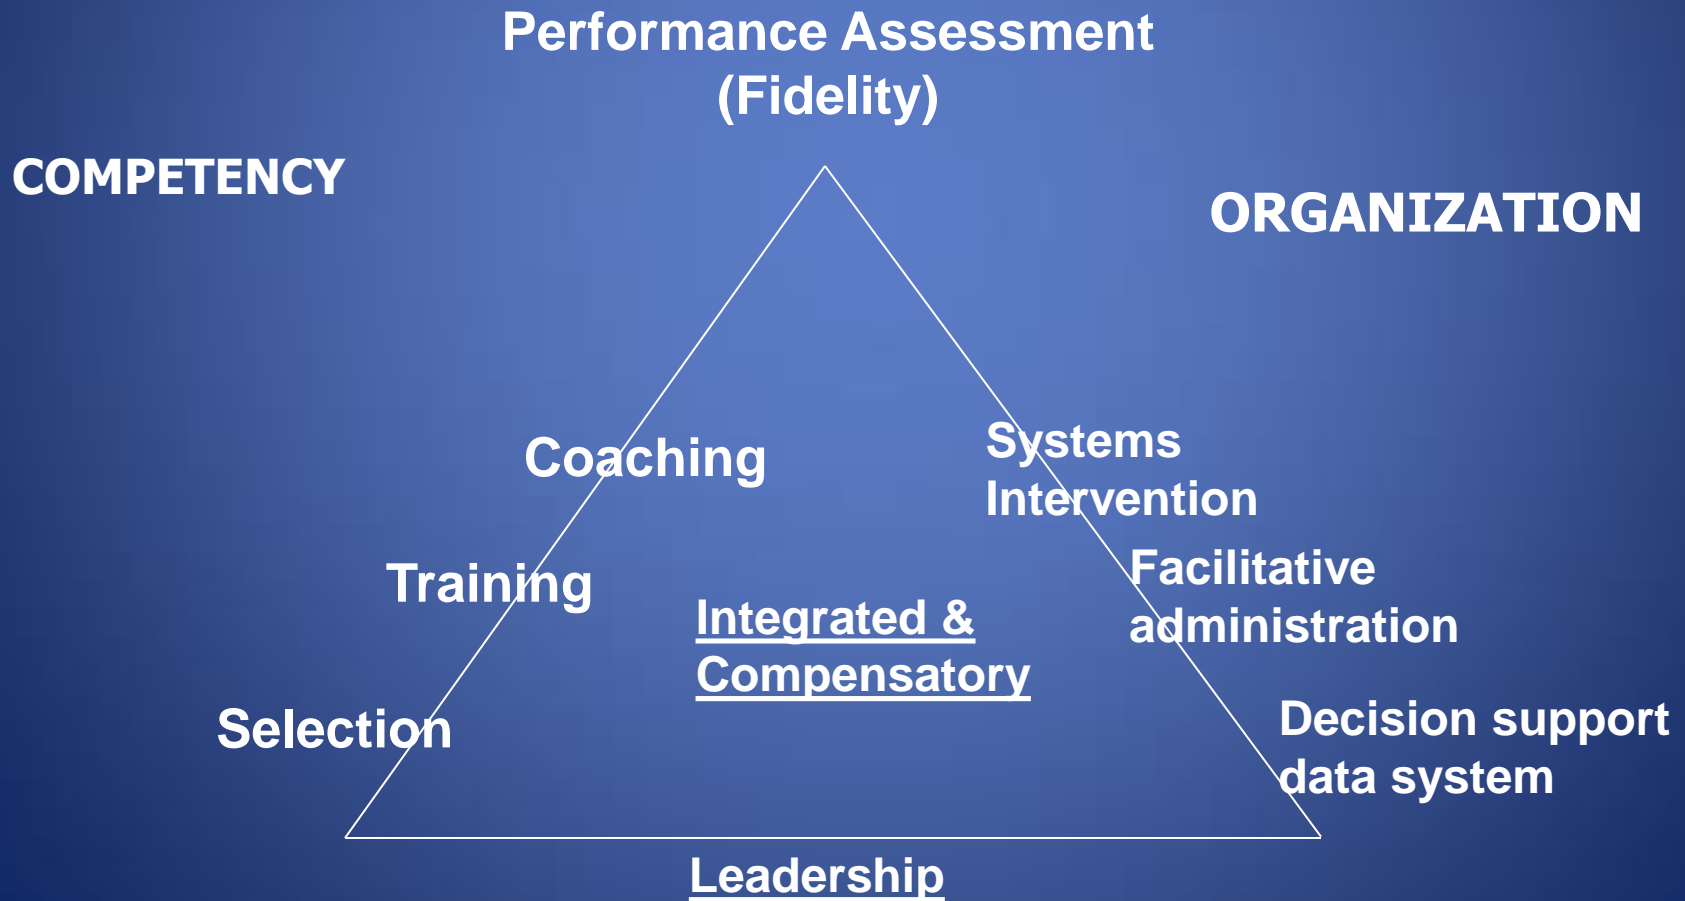 Performance Assessment
(Fidelity)
COMPETENCY
ORGANIZATION
Coaching
Systems
Intervention
Training
Facilitative
administration
Integrated &
Compensatory
Selection
Decision support
data system
Leadership